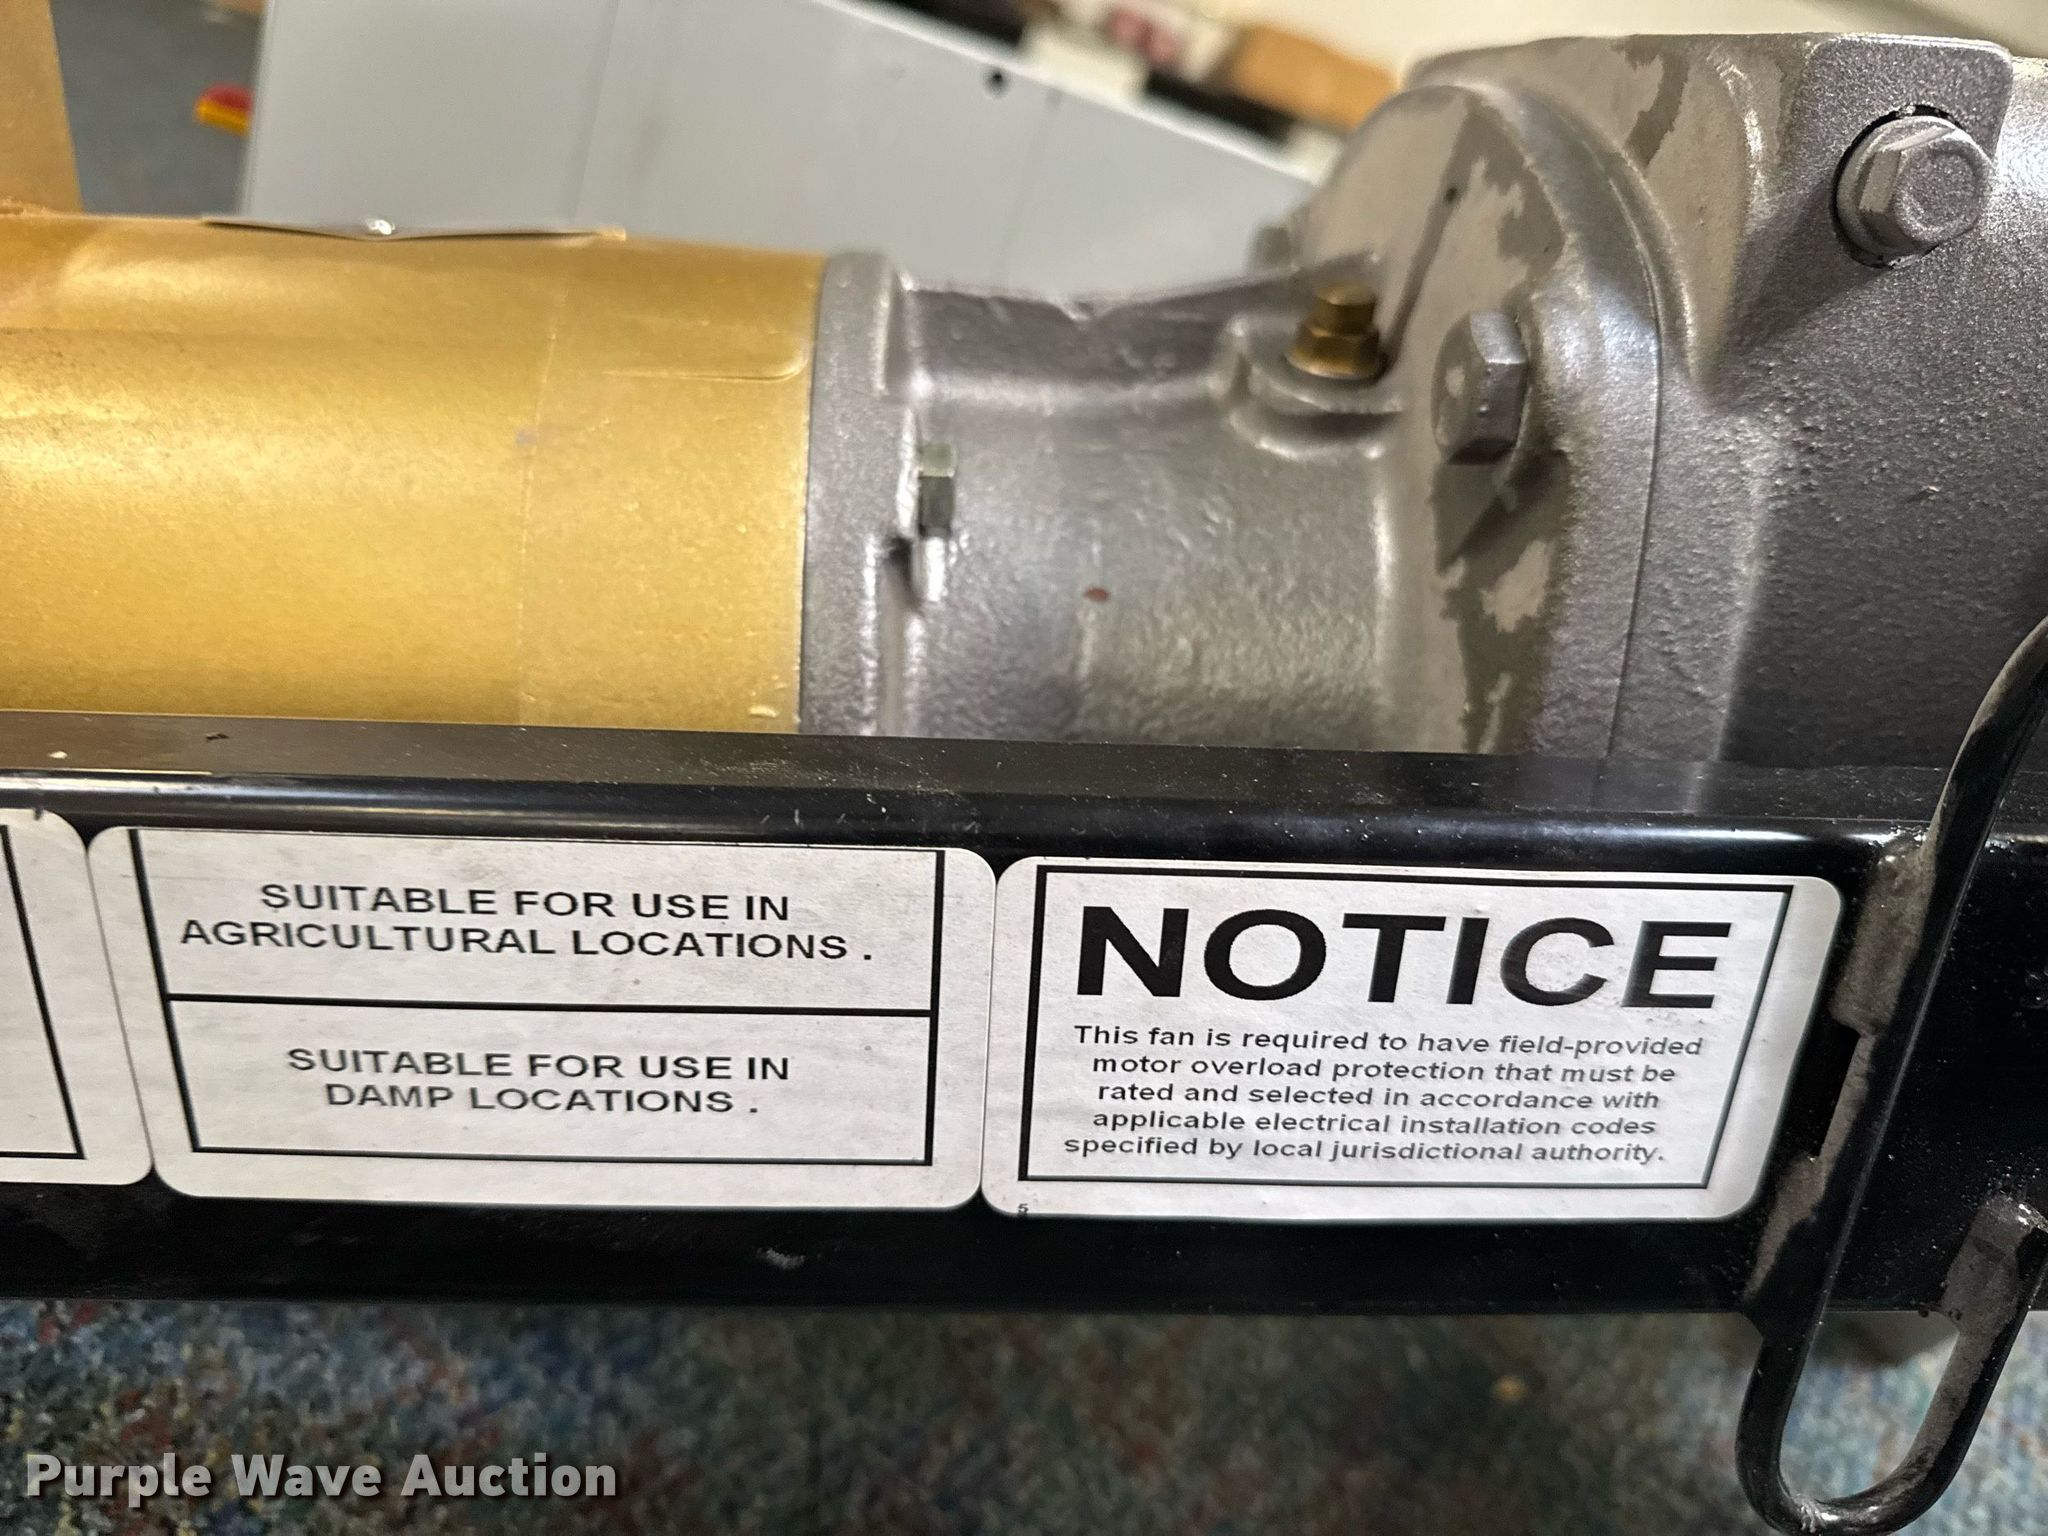 SUITABLE FOR USE IN
AGRICULTURAL LOCATIONS .
SUITABLE FOR USE IN
DAMP LOCATIONS .
NOTICE
This fan is required to have field-provided
motor overload protection that must be
rated and selected in accordance with
applicable electrical installation codes
specified by local jurisdictional authority.
5
Purple Wave Auction